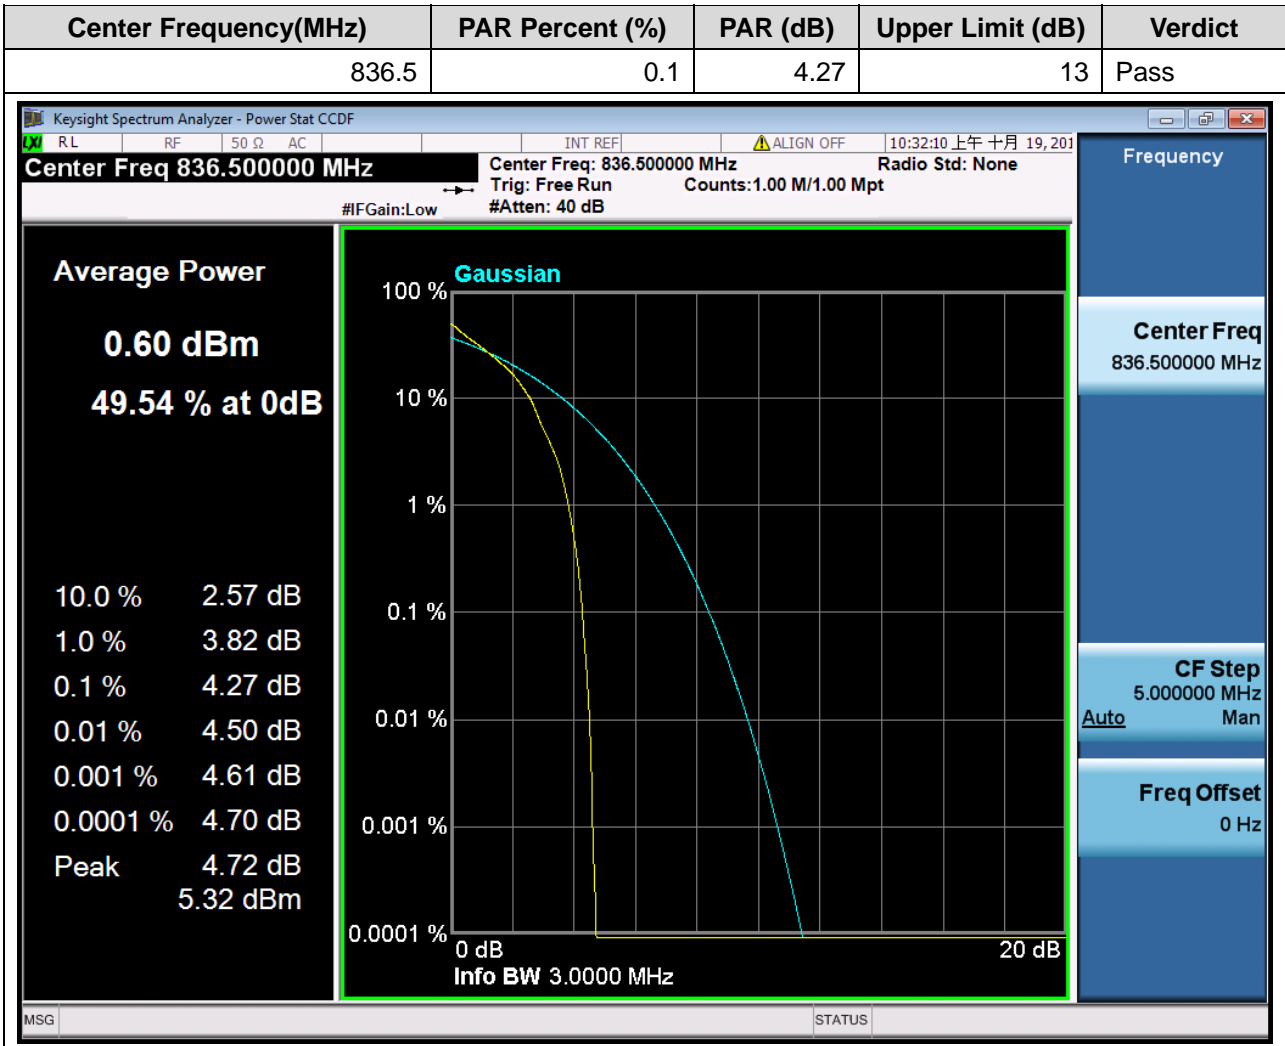 Center Frequency(MHz) PAR Percent (%) PAR (dB) Upper Limit (dB) Verdict
836.5 0.1 4.27 13 Pass
Keysight Spectrum Analyzer - Power Stat CCDF
LXI RL RF 50 Ω AC INT REF ALIGN OFF 10:32:10 上午 十月 19, 201
Center Freq 836.500000 MHz
Center Freq: 836.500000 MHz Radio Std: None
Trig: Free Run Counts:1.00 M/1.00 Mpt
#IFGain:Low #Atten: 40 dB
Average Power
0.60 dBm
49.54 % at 0dB
10.0 % 2.57 dB
1.0 % 3.82 dB
0.1 % 4.27 dB
0.01 % 4.50 dB
0.001 % 4.61 dB
0.0001 % 4.70 dB
Peak 4.72 dB
5.32 dBm
Gaussian
100 %
10 %
1 %
0.1 %
0.01 %
0.001 %
0.0001 %
0 dB 20 dB
Info BW 3.0000 MHz
Frequency
Center Freq
836.500000 MHz
CF Step
5.000000 MHz
Auto Man
Freq Offset
0 Hz
MSG STATUS